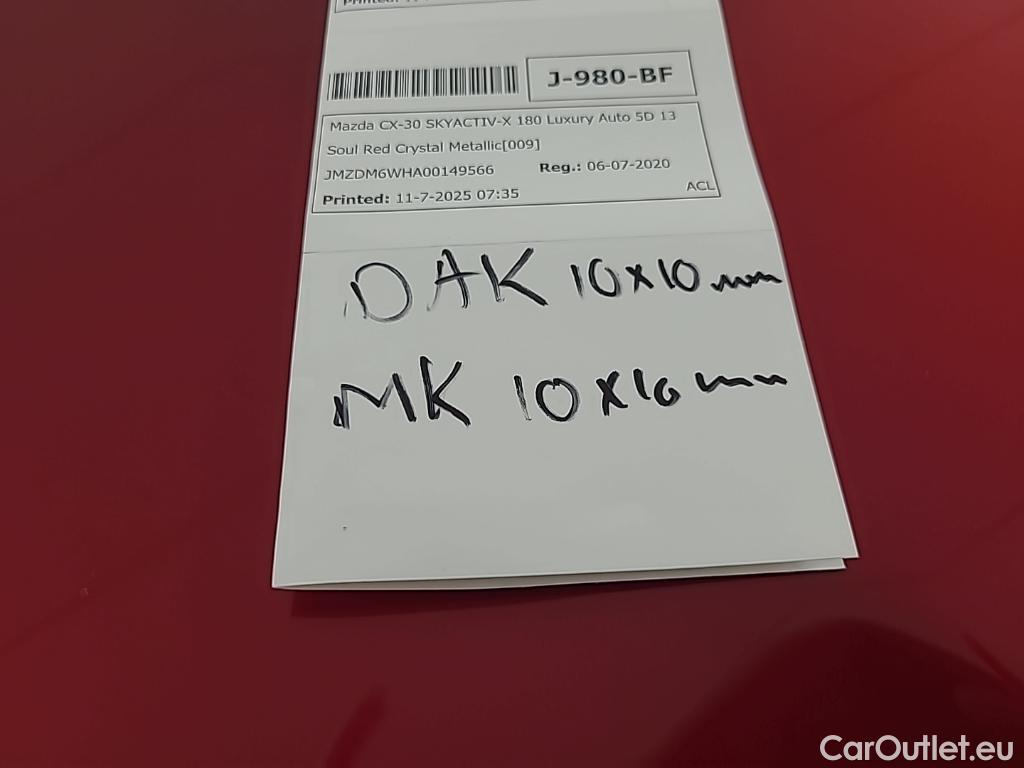 J-980-BF
Mazda CX-30 SKYACTIV-X 180 Luxury Auto 5D 13
Soul Red Crystal Metallic[009]
JMZDM6WHA00149566 Reg.: 06-07-2020
ACL
Printed: 11-7-2025 07:35
DAK 10x10 mm
MK 10x10 mm
CarOutlet.eu